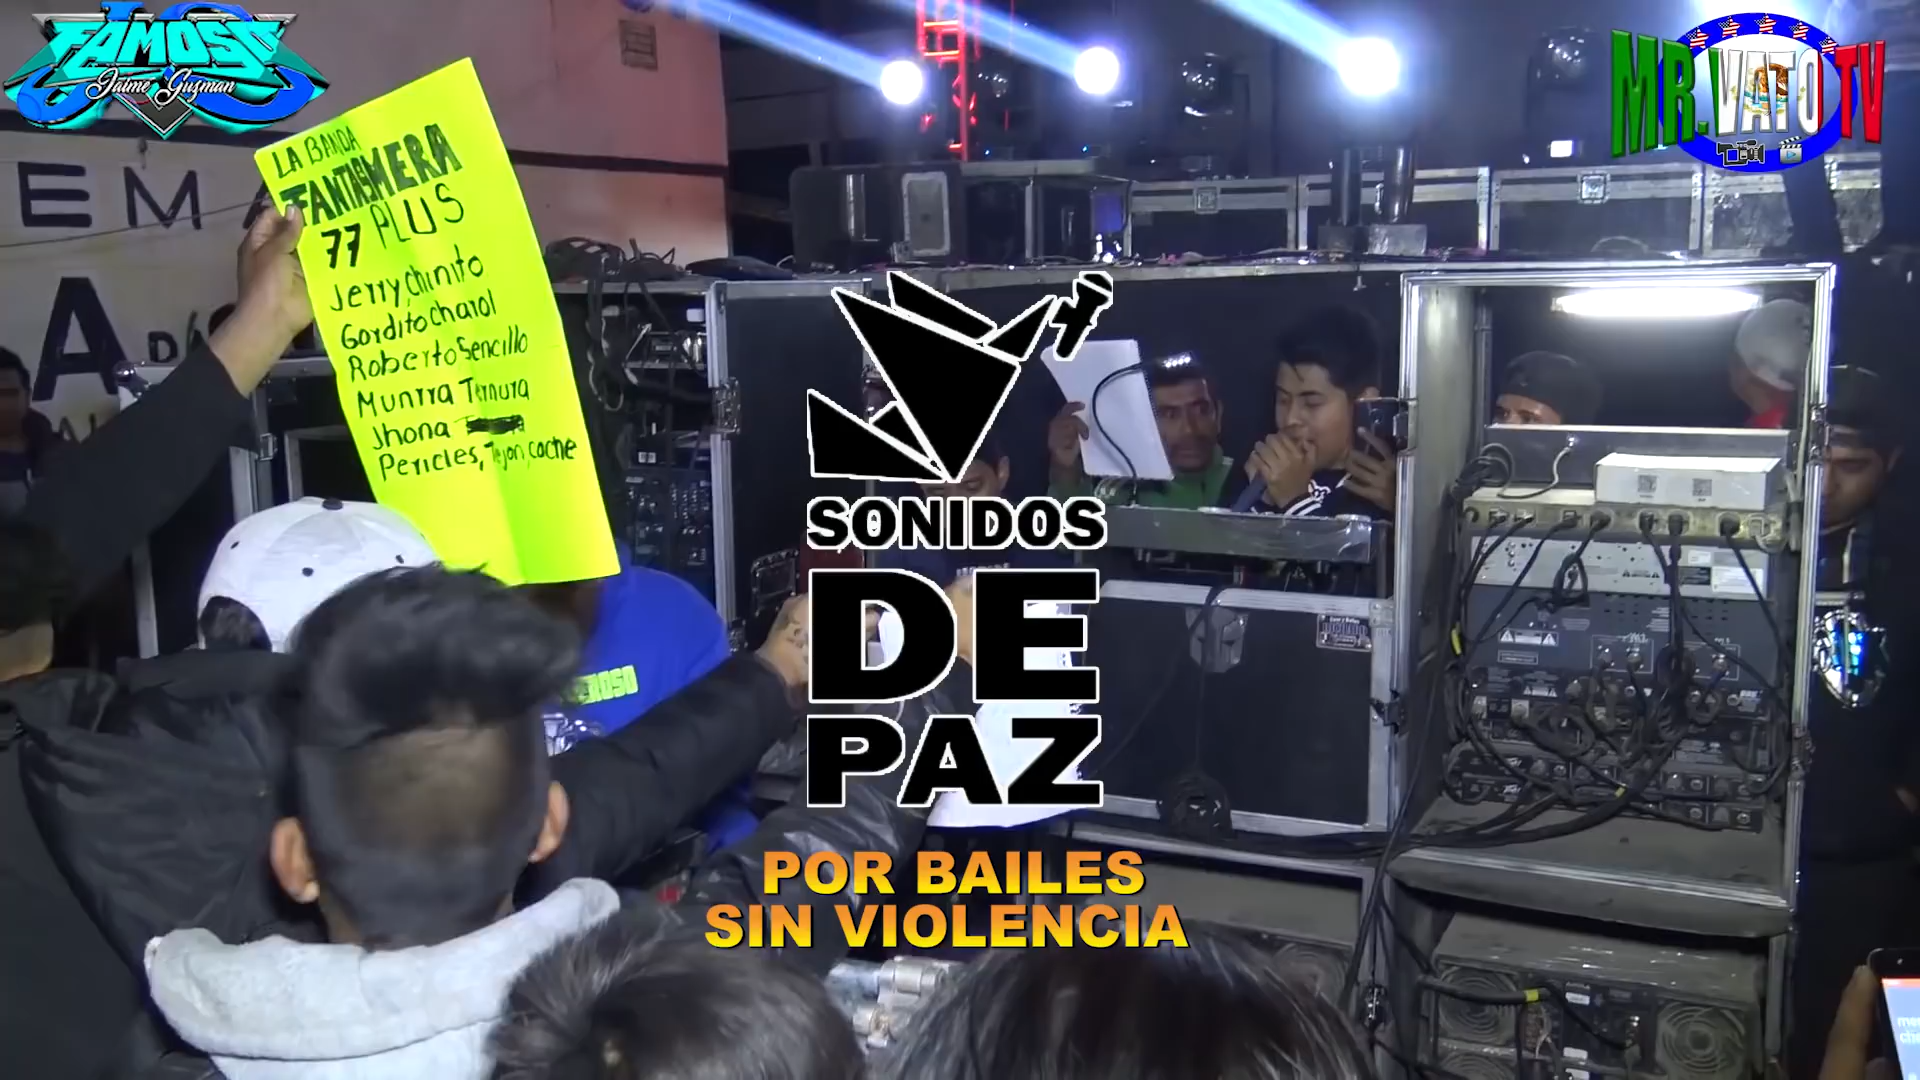 FAMOSO
Jaime Guzman
MR.VATO TV
LA BANDA
FANTASMERA
77 PLUS
Jerry, Chinito
Gordito Charol
Roberto Sencillo
Munrra Ternura
Jhona
Pericles, Tejon, coche
EMA
A
SONIDOS
DE
PAZ
POR BAILES
SIN VIOLENCIA